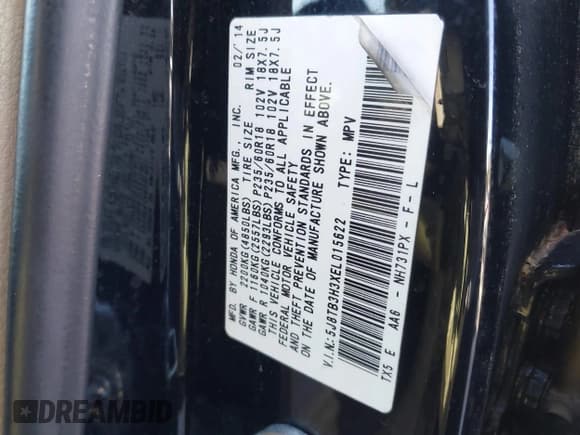 MFD. BY HONDA OF AMERICA MFG., INC. 02/14
GVWR 2200KG(4850LBS) TIRE SIZE RIM SIZE
GAWR F 1160KG(2557LBS)P235/60R18 102V 18X7.5J
GAWR R 1040KG(2293LBS)P235/60R18 102V 18X7.5J
THIS VEHICLE CONFORMS TO ALL APPLICABLE
FEDERAL MOTOR VEHICLE SAFETY
AND THEFT PREVENTION STANDARDS IN EFFECT
ON THE DATE OF MANUFACTURE SHOWN ABOVE.
V.I.N.:5J8TB3H3XEL015622 TYPE: MPV
TX5 E AA6 - NH731PX - F - L
DREAMBID